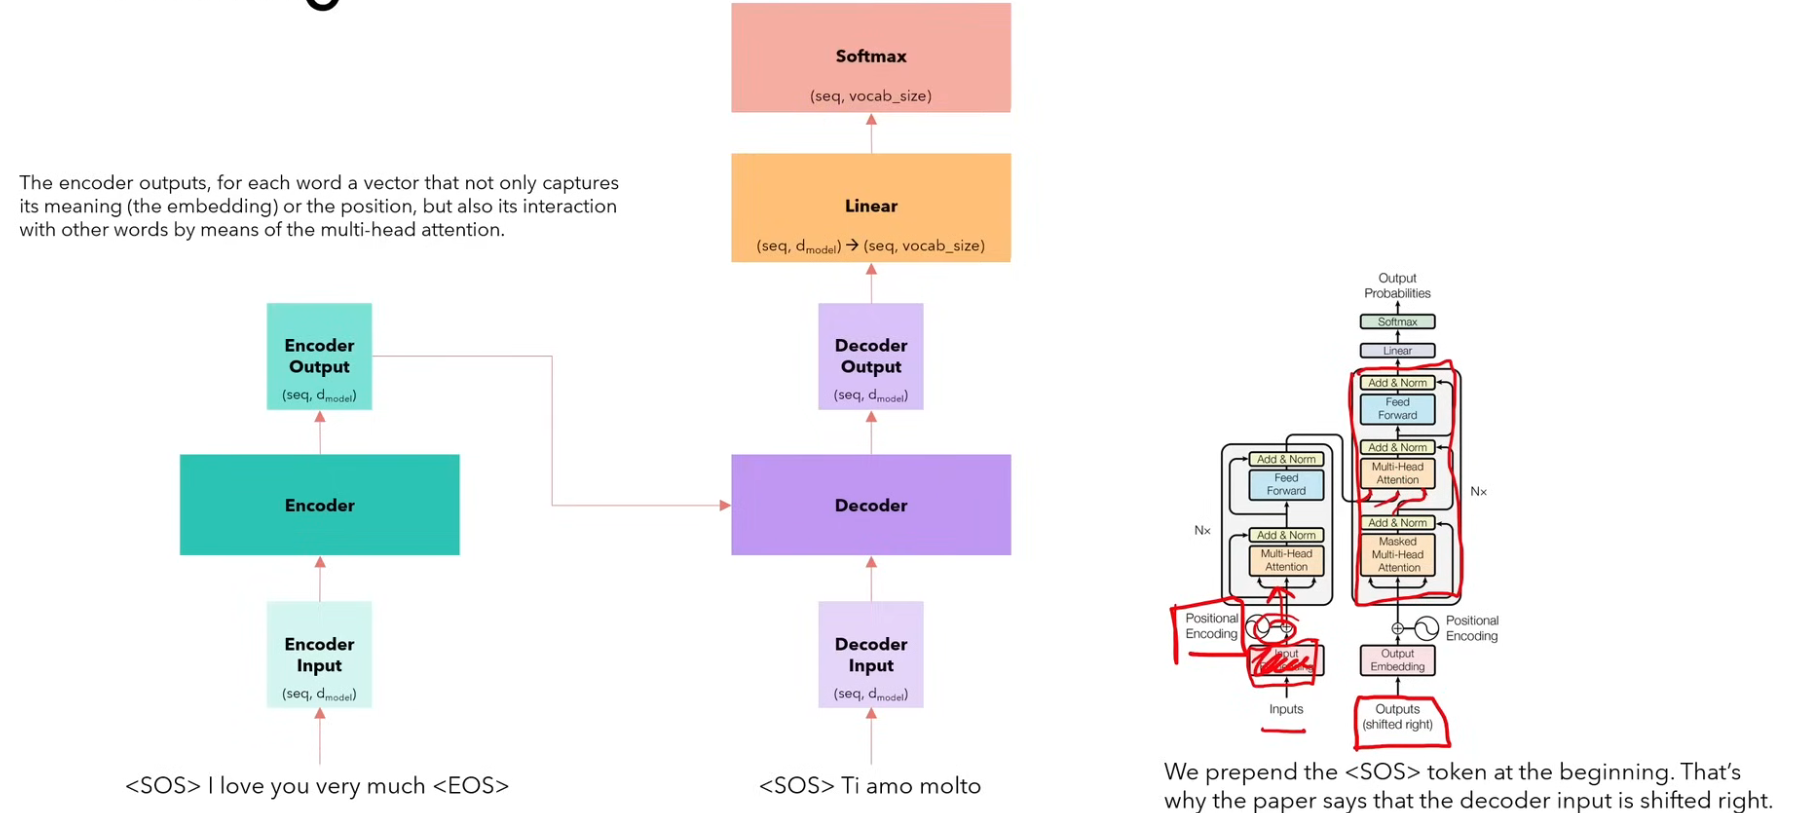 Softmax
(seq, vocab_size)
Linear
(seq, dmodel) → (seq, vocab_size)
The encoder outputs, for each word a vector that not only captures
its meaning (the embedding) or the position, but also its interaction
with other words by means of the multi-head attention.
Encoder
Output
(seq, dmodel)
Decoder
Output
(seq, dmodel)
Encoder
Decoder
Encoder
Input
(seq, dmodel)
Decoder
Input
(seq, dmodel)
<SOS> I love you very much <EOS>
<SOS> Ti amo molto
Output
Probabilities
Softmax
Linear
Add & Norm
Feed
Forward
Add & Norm
Multi-Head
Attention
Nx
Add & Norm
Masked
Multi-Head
Attention
Add & Norm
Feed
Forward
Nx
Add & Norm
Multi-Head
Attention
Positional
Encoding
Positional
Encoding
Input
Output
Embedding
Inputs
Outputs
(shifted right)
We prepend the <SOS> token at the beginning. That’s
why the paper says that the decoder input is shifted right.